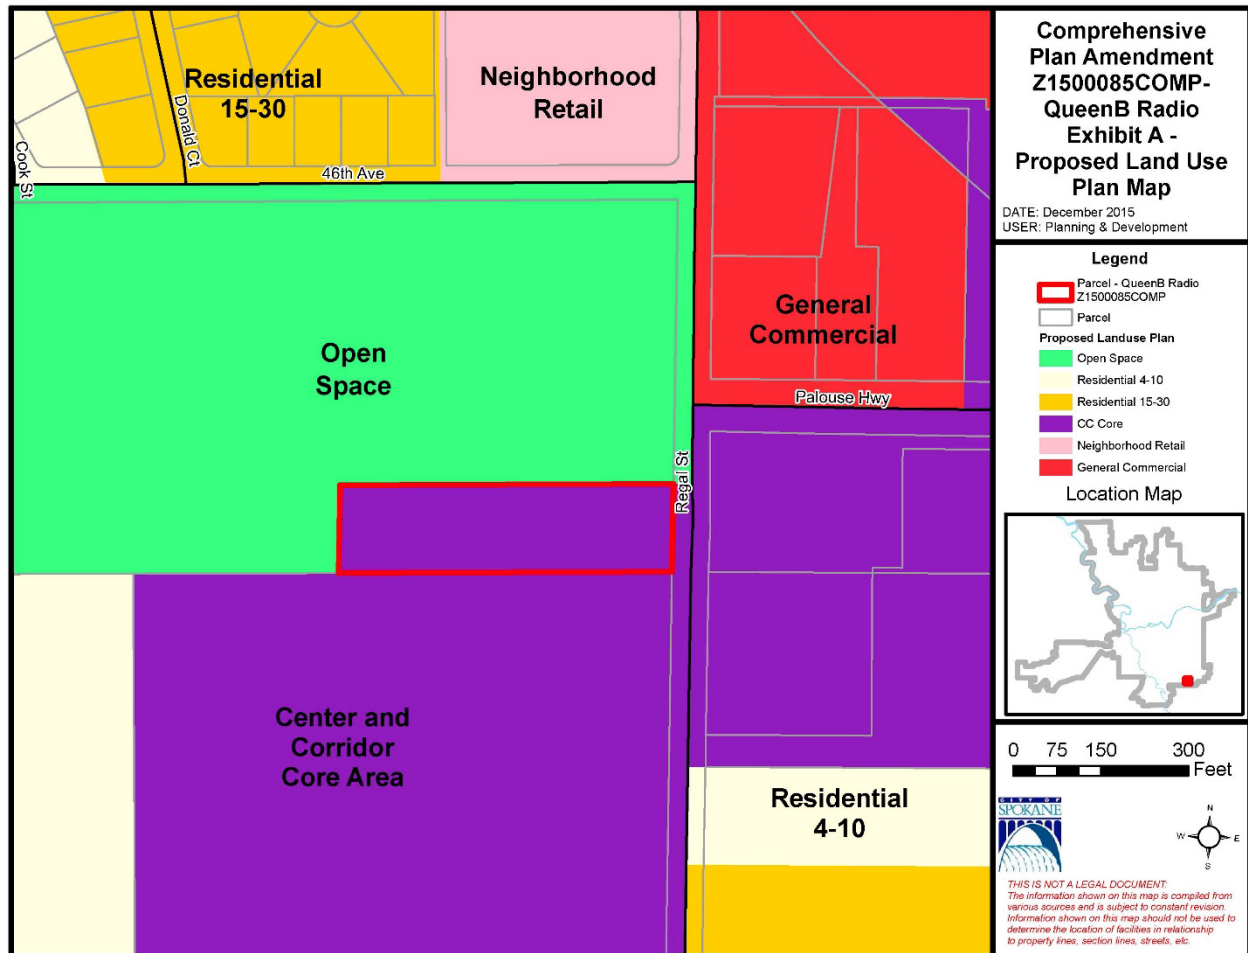 Residential
15-30
Neighborhood
Retail
Donald Ct
Cook St
46th Ave
General
Commercial
Open
Space
Palouse Hwy
Regal St
Center and
Corridor
Core Area
Residential
4-10
Comprehensive
Plan Amendment
Z1500085COMP-
QueenB Radio
Exhibit A -
Proposed Land Use
Plan Map
DATE: December 2015
USER: Planning & Development
Legend
Parcel - QueenB Radio
Z1500085COMP
Parcel
Proposed Landuse Plan
Open Space
Residential 4-10
Residential 15-30
CC Core
Neighborhood Retail
General Commercial
Location Map
0 75 150 300
Feet
CITY OF
SPOKANE
N
W E
S
THIS IS NOT A LEGAL DOCUMENT:
The information shown on this map is compiled from
various sources and is subject to constant revision.
Information shown on this map should not be used to
determine the location of facilities in relationship
to property lines, section lines, streets, etc.